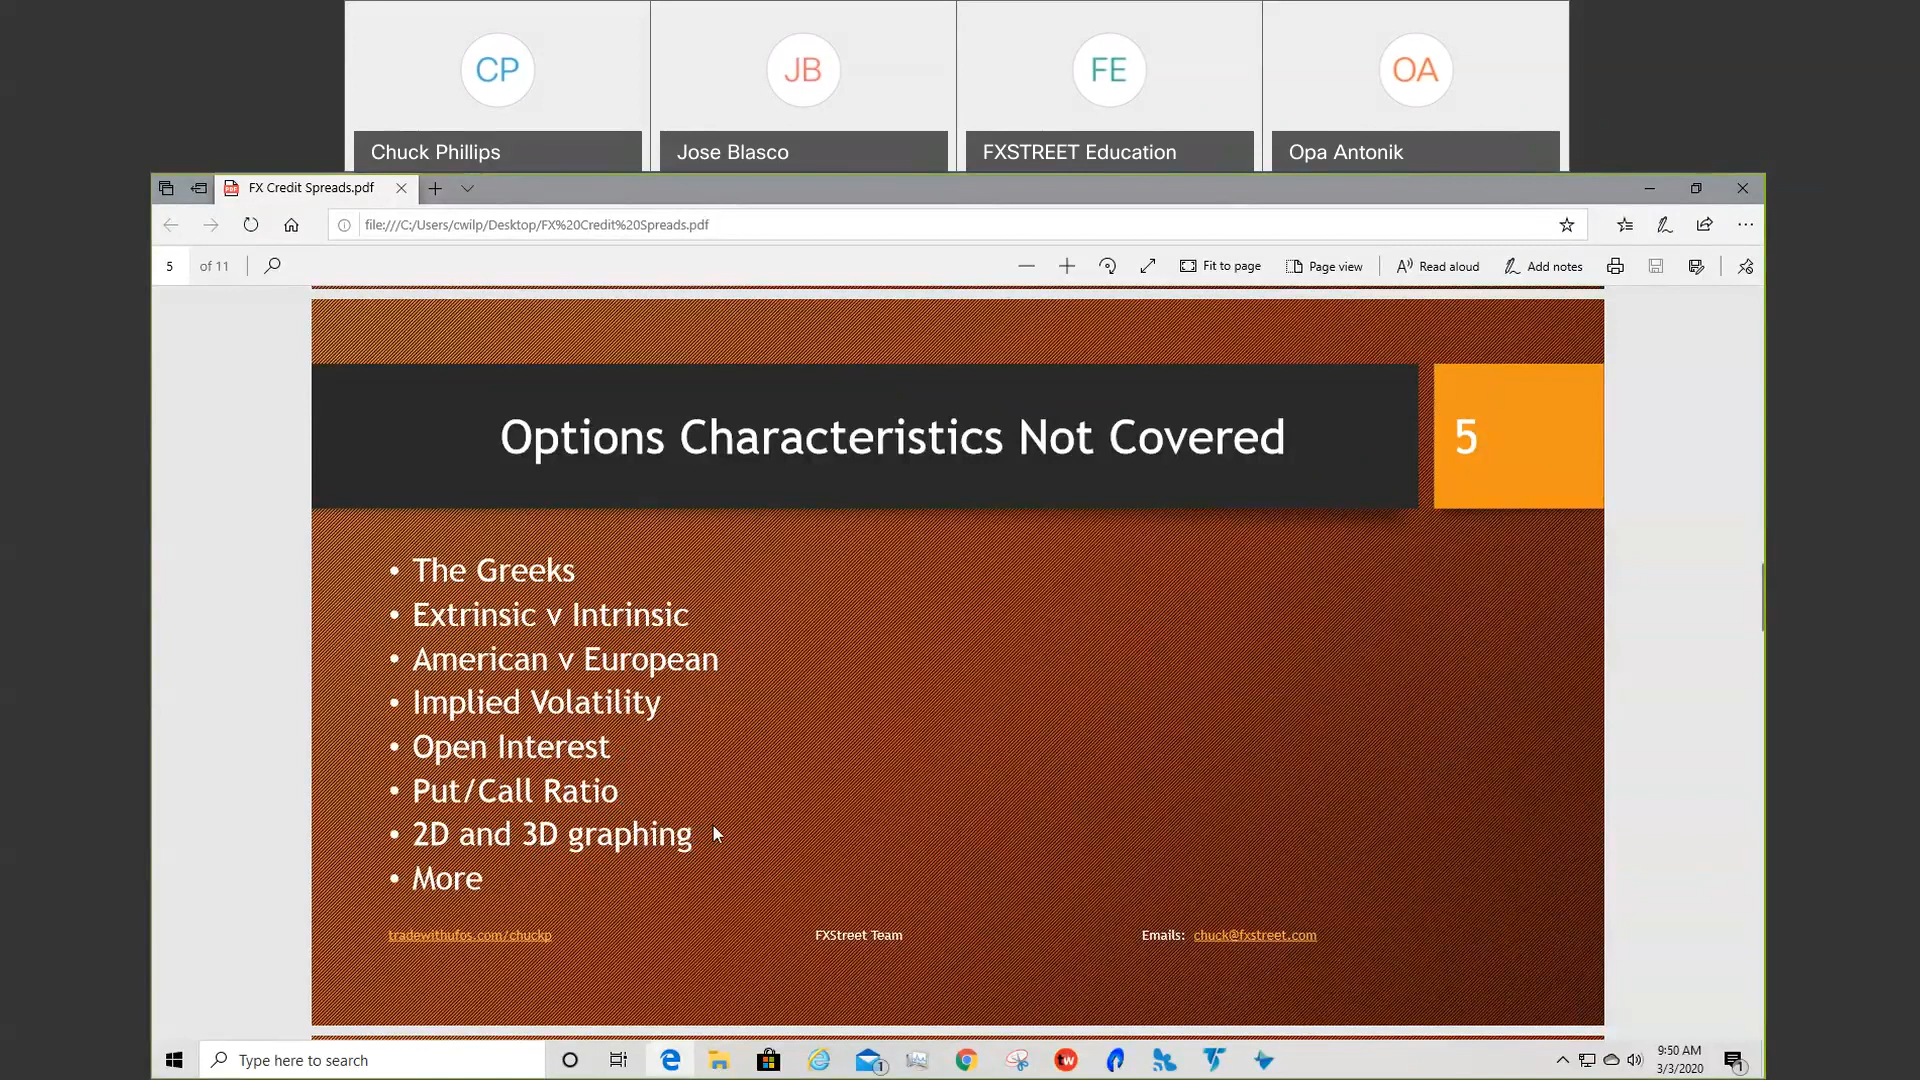 CP
JB
FE
OA
Chuck Phillips
Jose Blasco
FXSTREET Education
Opa Antonik
FX Credit Spreads.pdf
file:///C:/Users/cwilp/Desktop/FX%20Credit%20Spreads.pdf
5 of 11
Fit to page
Page view
Read aloud
Add notes
Options Characteristics Not Covered
5
• The Greeks
• Extrinsic v Intrinsic
• American v European
• Implied Volatility
• Open Interest
• Put/Call Ratio
• 2D and 3D graphing
• More
tradewithufos.com/chuckp
FXStreet Team
Emails: chuck@fxstreet.com
Type here to search
1
tw
9:50 AM
3/3/2020
1